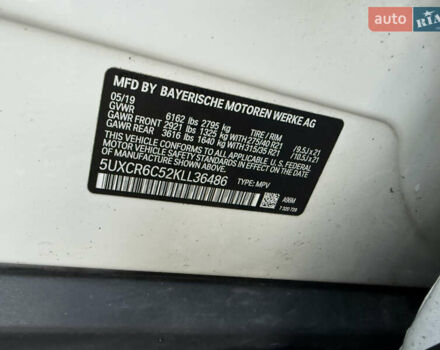 auto RIA
MFD BY BAYERISCHE MOTOREN WERKE AG
05/19
GVWR 6162 lbs 2795 kg TIRE / RIM
GAWR FRONT 2921 lbs 1325 kg WITH 275/40 R21 /9.5J x 21
GAWR REAR 3616 lbs 1640 kg WITH 315/35 R21 /10.5J x 21
THIS VEHICLE CONFORMS TO ALL APPLICABLE U.S. FEDERAL
MOTOR VEHICLE SAFETY STANDARDS IN EFFECT ON THE DATE OF
MANUFACTURE SHOWN ABOVE.
5UXCR6C52KLL36486 TYPE: MPV
A96M